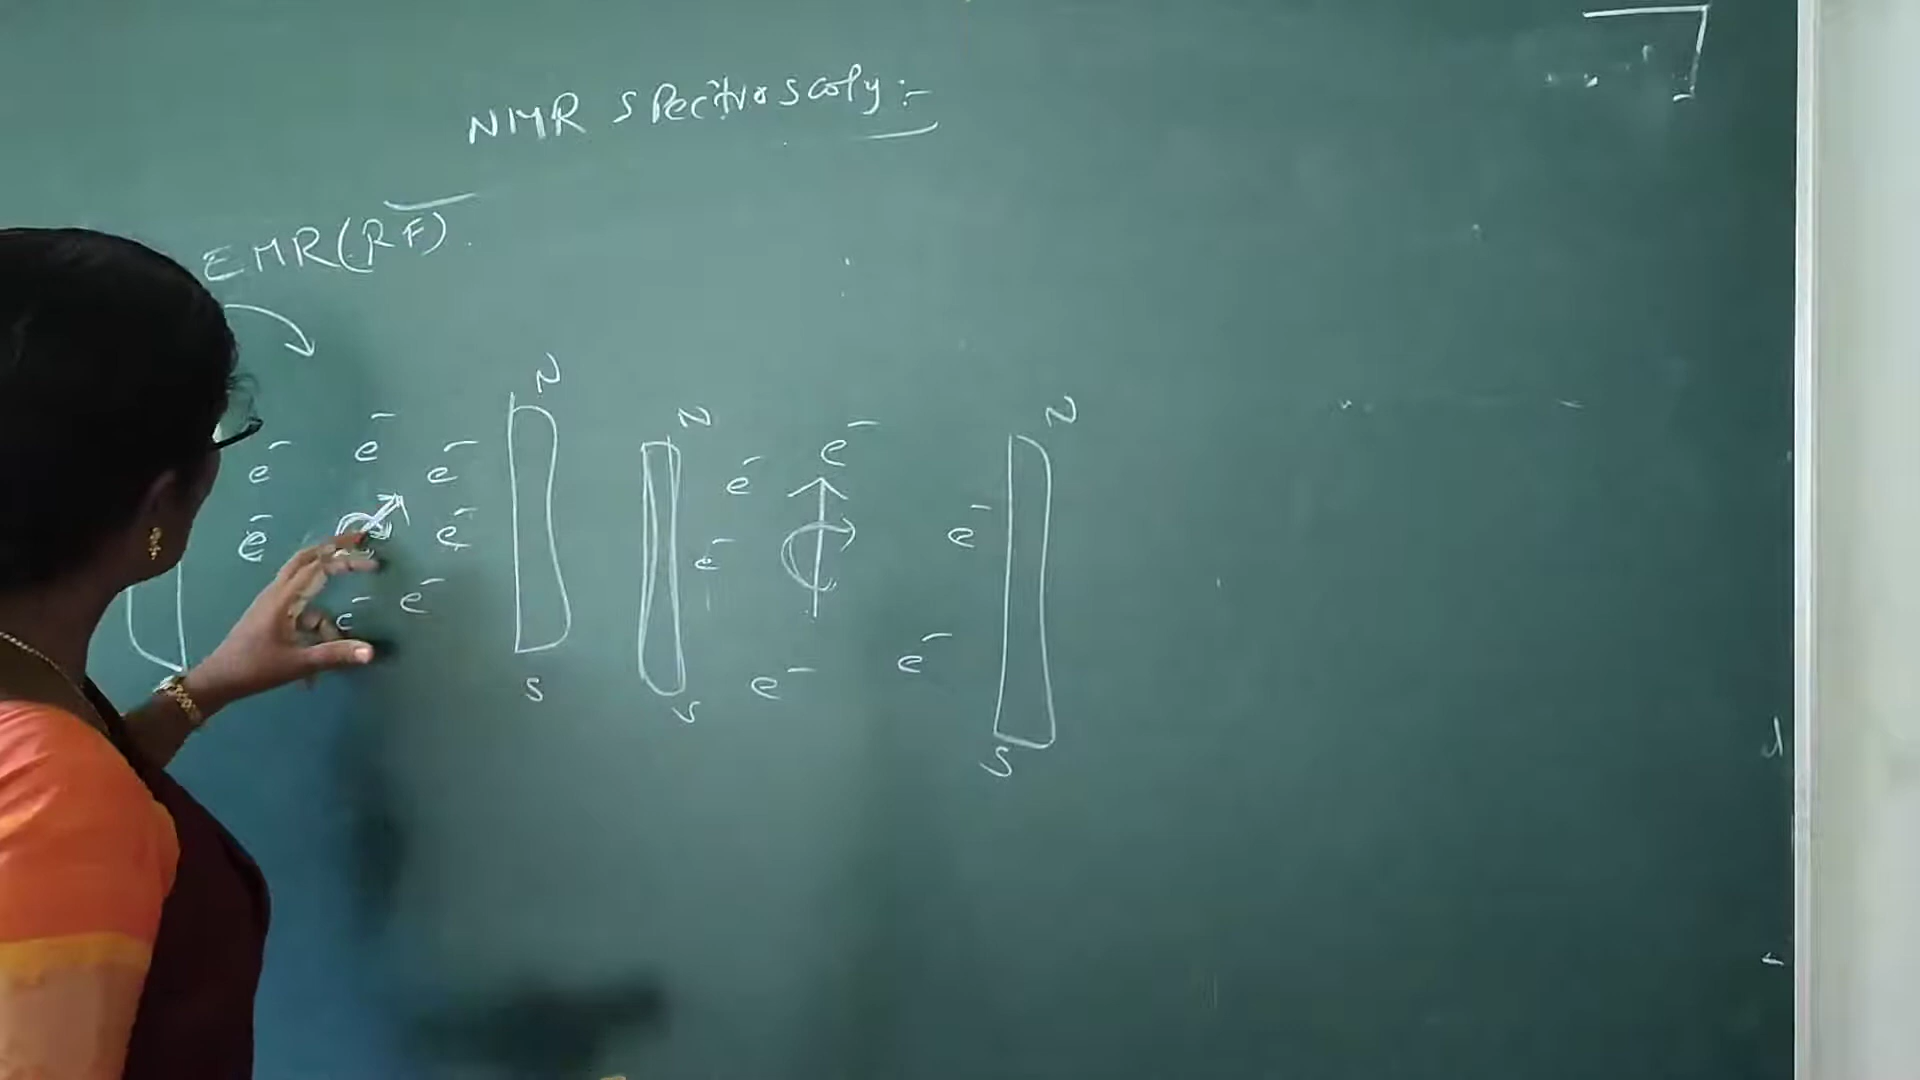 NMR spectroscopy :-
EMR (RF).
N
N
N
e⁻ e⁻ e⁻
e⁻ e⁻
e⁻ e⁻
e⁻ e⁻
e⁻ e⁻
e⁻ e⁻
S
S
S